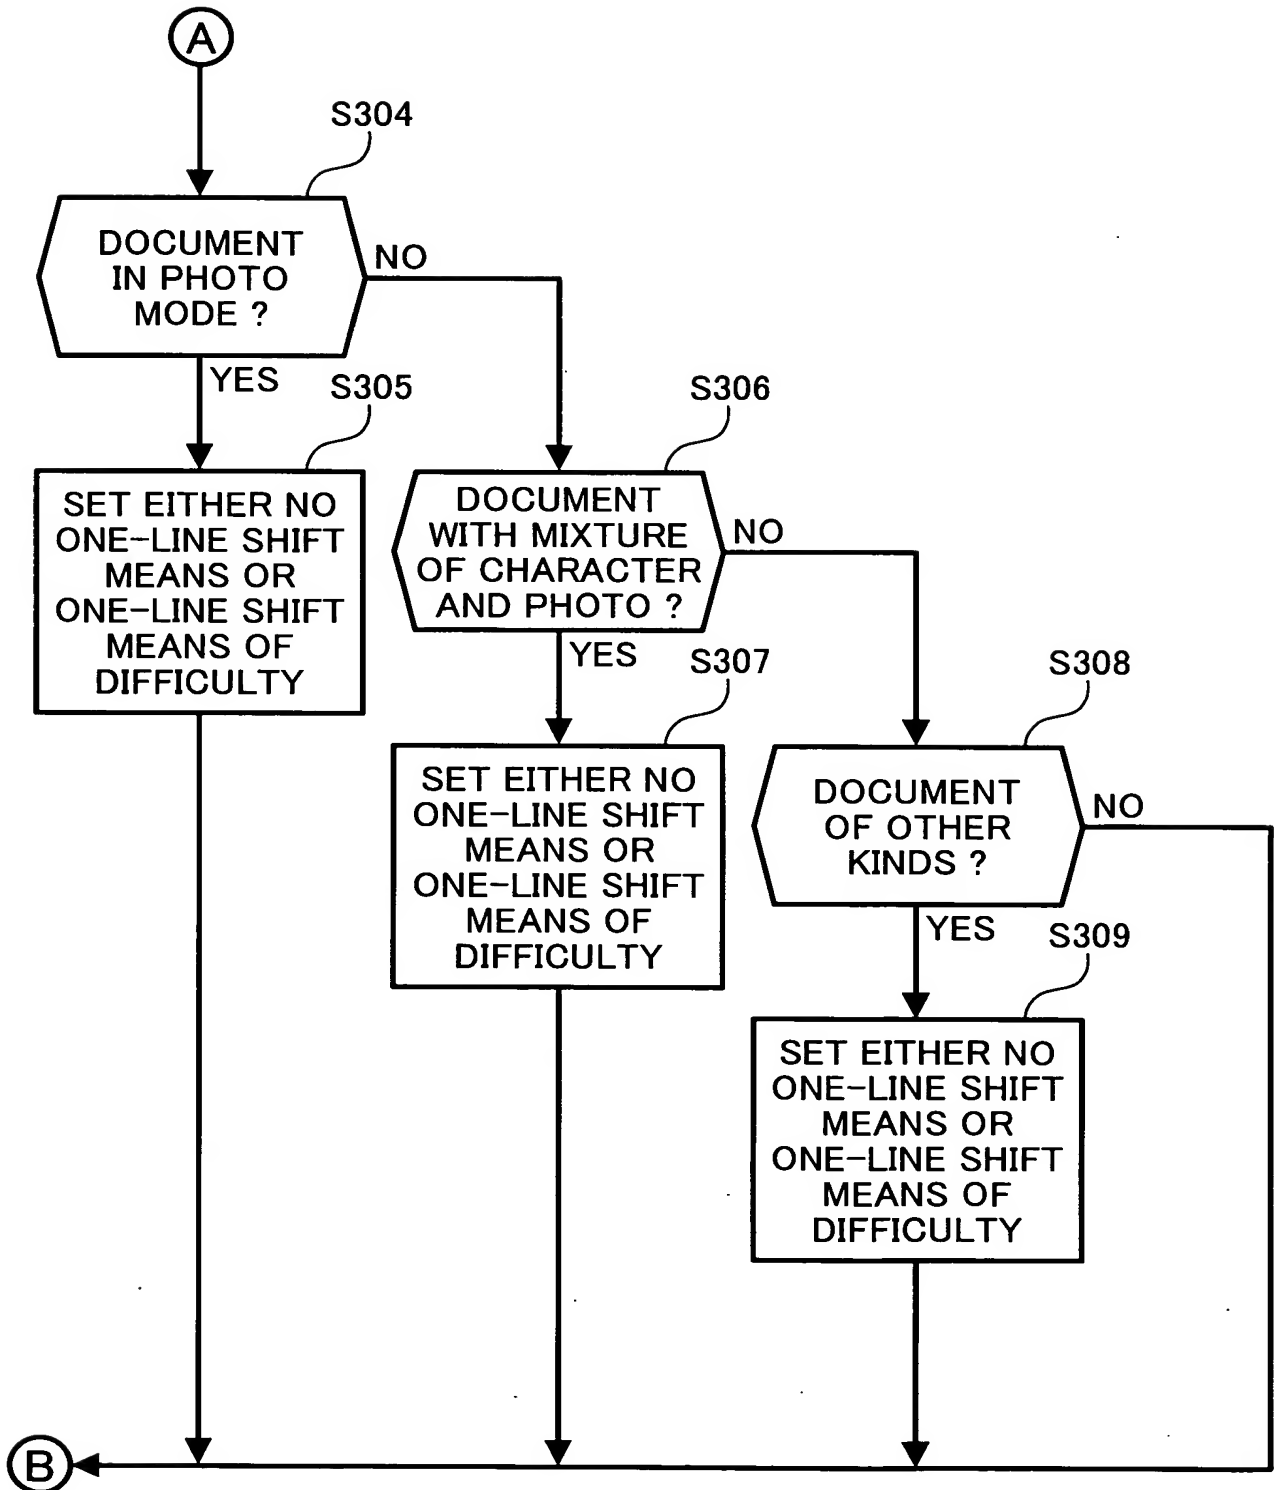 A
S304
DOCUMENT
IN PHOTO
MODE ?
NO
YES
S305
SET EITHER NO
ONE-LINE SHIFT
MEANS OR
ONE-LINE SHIFT
MEANS OF
DIFFICULTY
S306
DOCUMENT
WITH MIXTURE
OF CHARACTER
AND PHOTO ?
NO
YES
S307
SET EITHER NO
ONE-LINE SHIFT
MEANS OR
ONE-LINE SHIFT
MEANS OF
DIFFICULTY
S308
DOCUMENT
OF OTHER
KINDS ?
NO
YES
S309
SET EITHER NO
ONE-LINE SHIFT
MEANS OR
ONE-LINE SHIFT
MEANS OF
DIFFICULTY
B